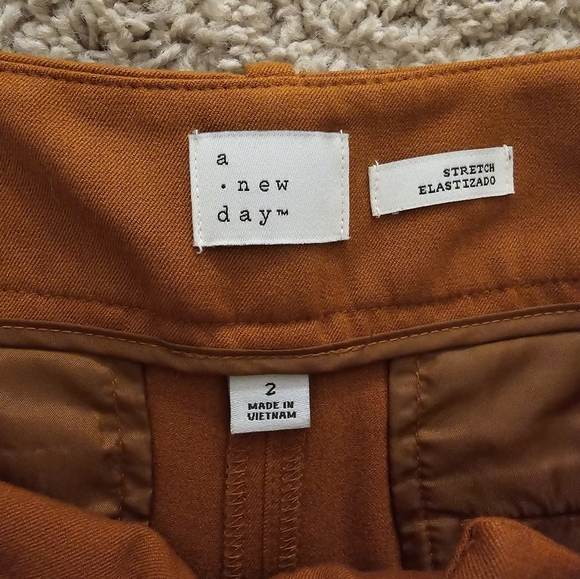 a
· new
day™
STRETCH
ELASTIZADO
2
MADE IN
VIETNAM